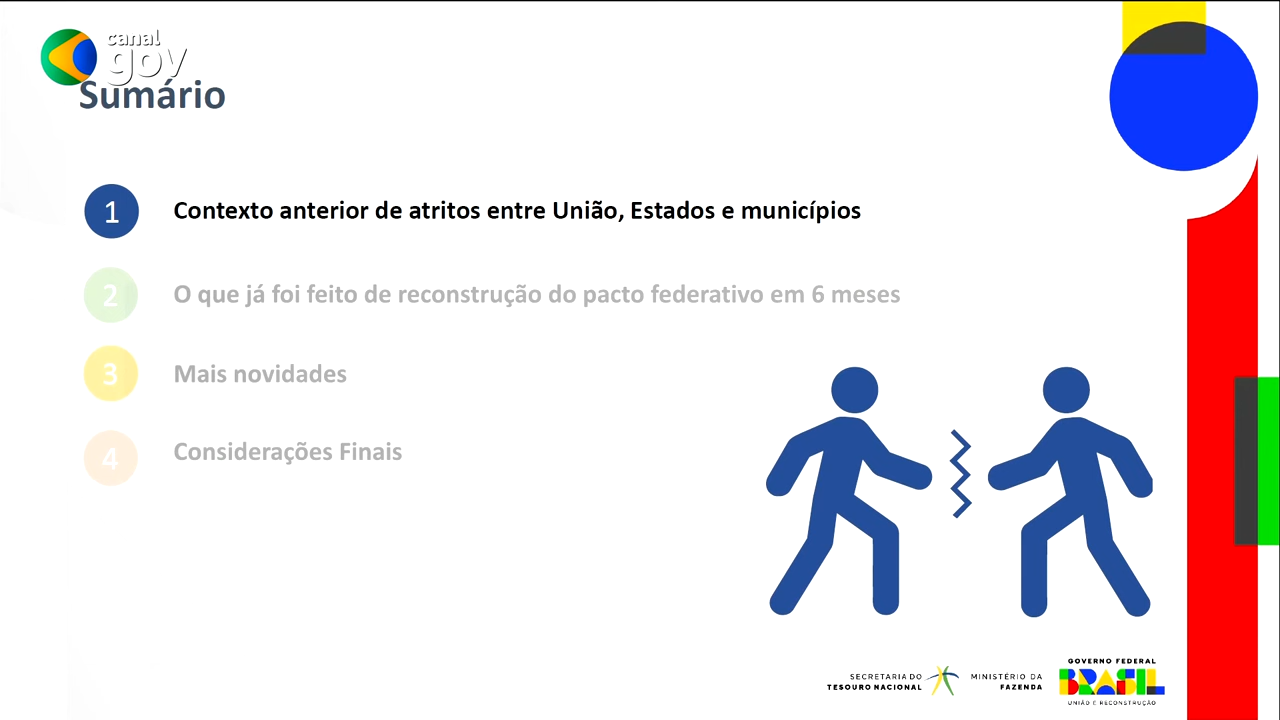 canal
gov
Sumário
1
Contexto anterior de atritos entre União, Estados e municípios
2
O que já foi feito de reconstrução do pacto federativo em 6 meses
3
Mais novidades
4
Considerações Finais
SECRETARIA DO
TESOURO NACIONAL
MINISTÉRIO DA
FAZENDA
GOVERNO FEDERAL
BRASIL
UNIÃO E RECONSTRUÇÃO